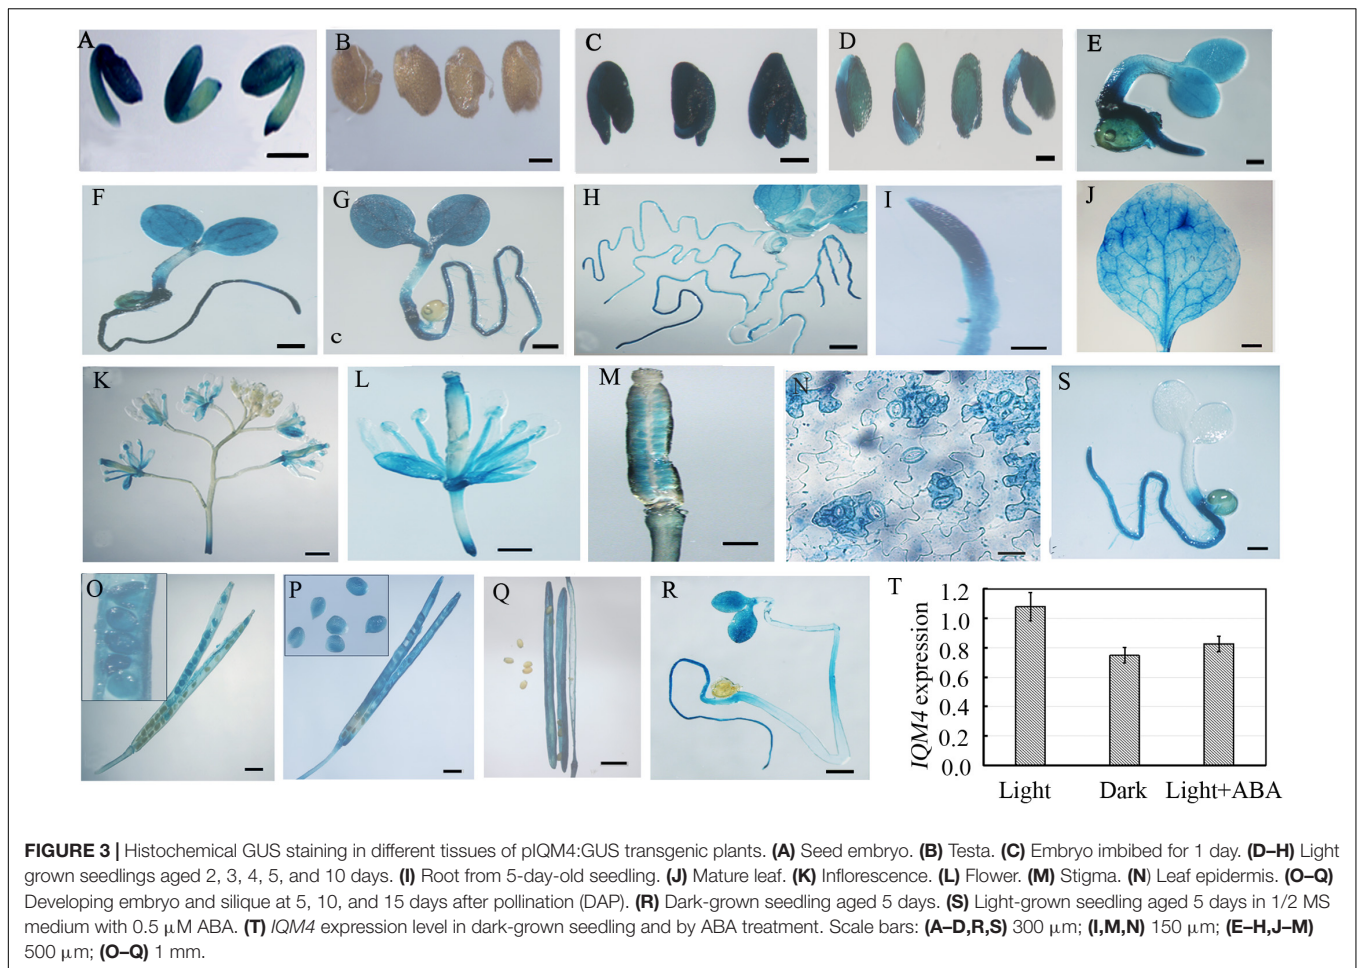 A
B
C
D
E
F
G
c
H
I
J
K
L
M
N
S
O
P
Q
R
T
IQM4 expression
1.2
1.0
0.8
0.6
0.4
0.2
0.0
Light Dark Light+ABA
FIGURE 3 | Histochemical GUS staining in different tissues of pIQM4:GUS transgenic plants. (A) Seed embryo. (B) Testa. (C) Embryo imbibed for 1 day. (D–H) Light
grown seedlings aged 2, 3, 4, 5, and 10 days. (I) Root from 5-day-old seedling. (J) Mature leaf. (K) Inflorescence. (L) Flower. (M) Stigma. (N) Leaf epidermis. (O–Q)
Developing embryo and silique at 5, 10, and 15 days after pollination (DAP). (R) Dark-grown seedling aged 5 days. (S) Light-grown seedling aged 5 days in 1/2 MS
medium with 0.5 μM ABA. (T) IQM4 expression level in dark-grown seedling and by ABA treatment. Scale bars: (A–D,R,S) 300 μm; (I,M,N) 150 μm; (E–H,J–M)
500 μm; (O–Q) 1 mm.